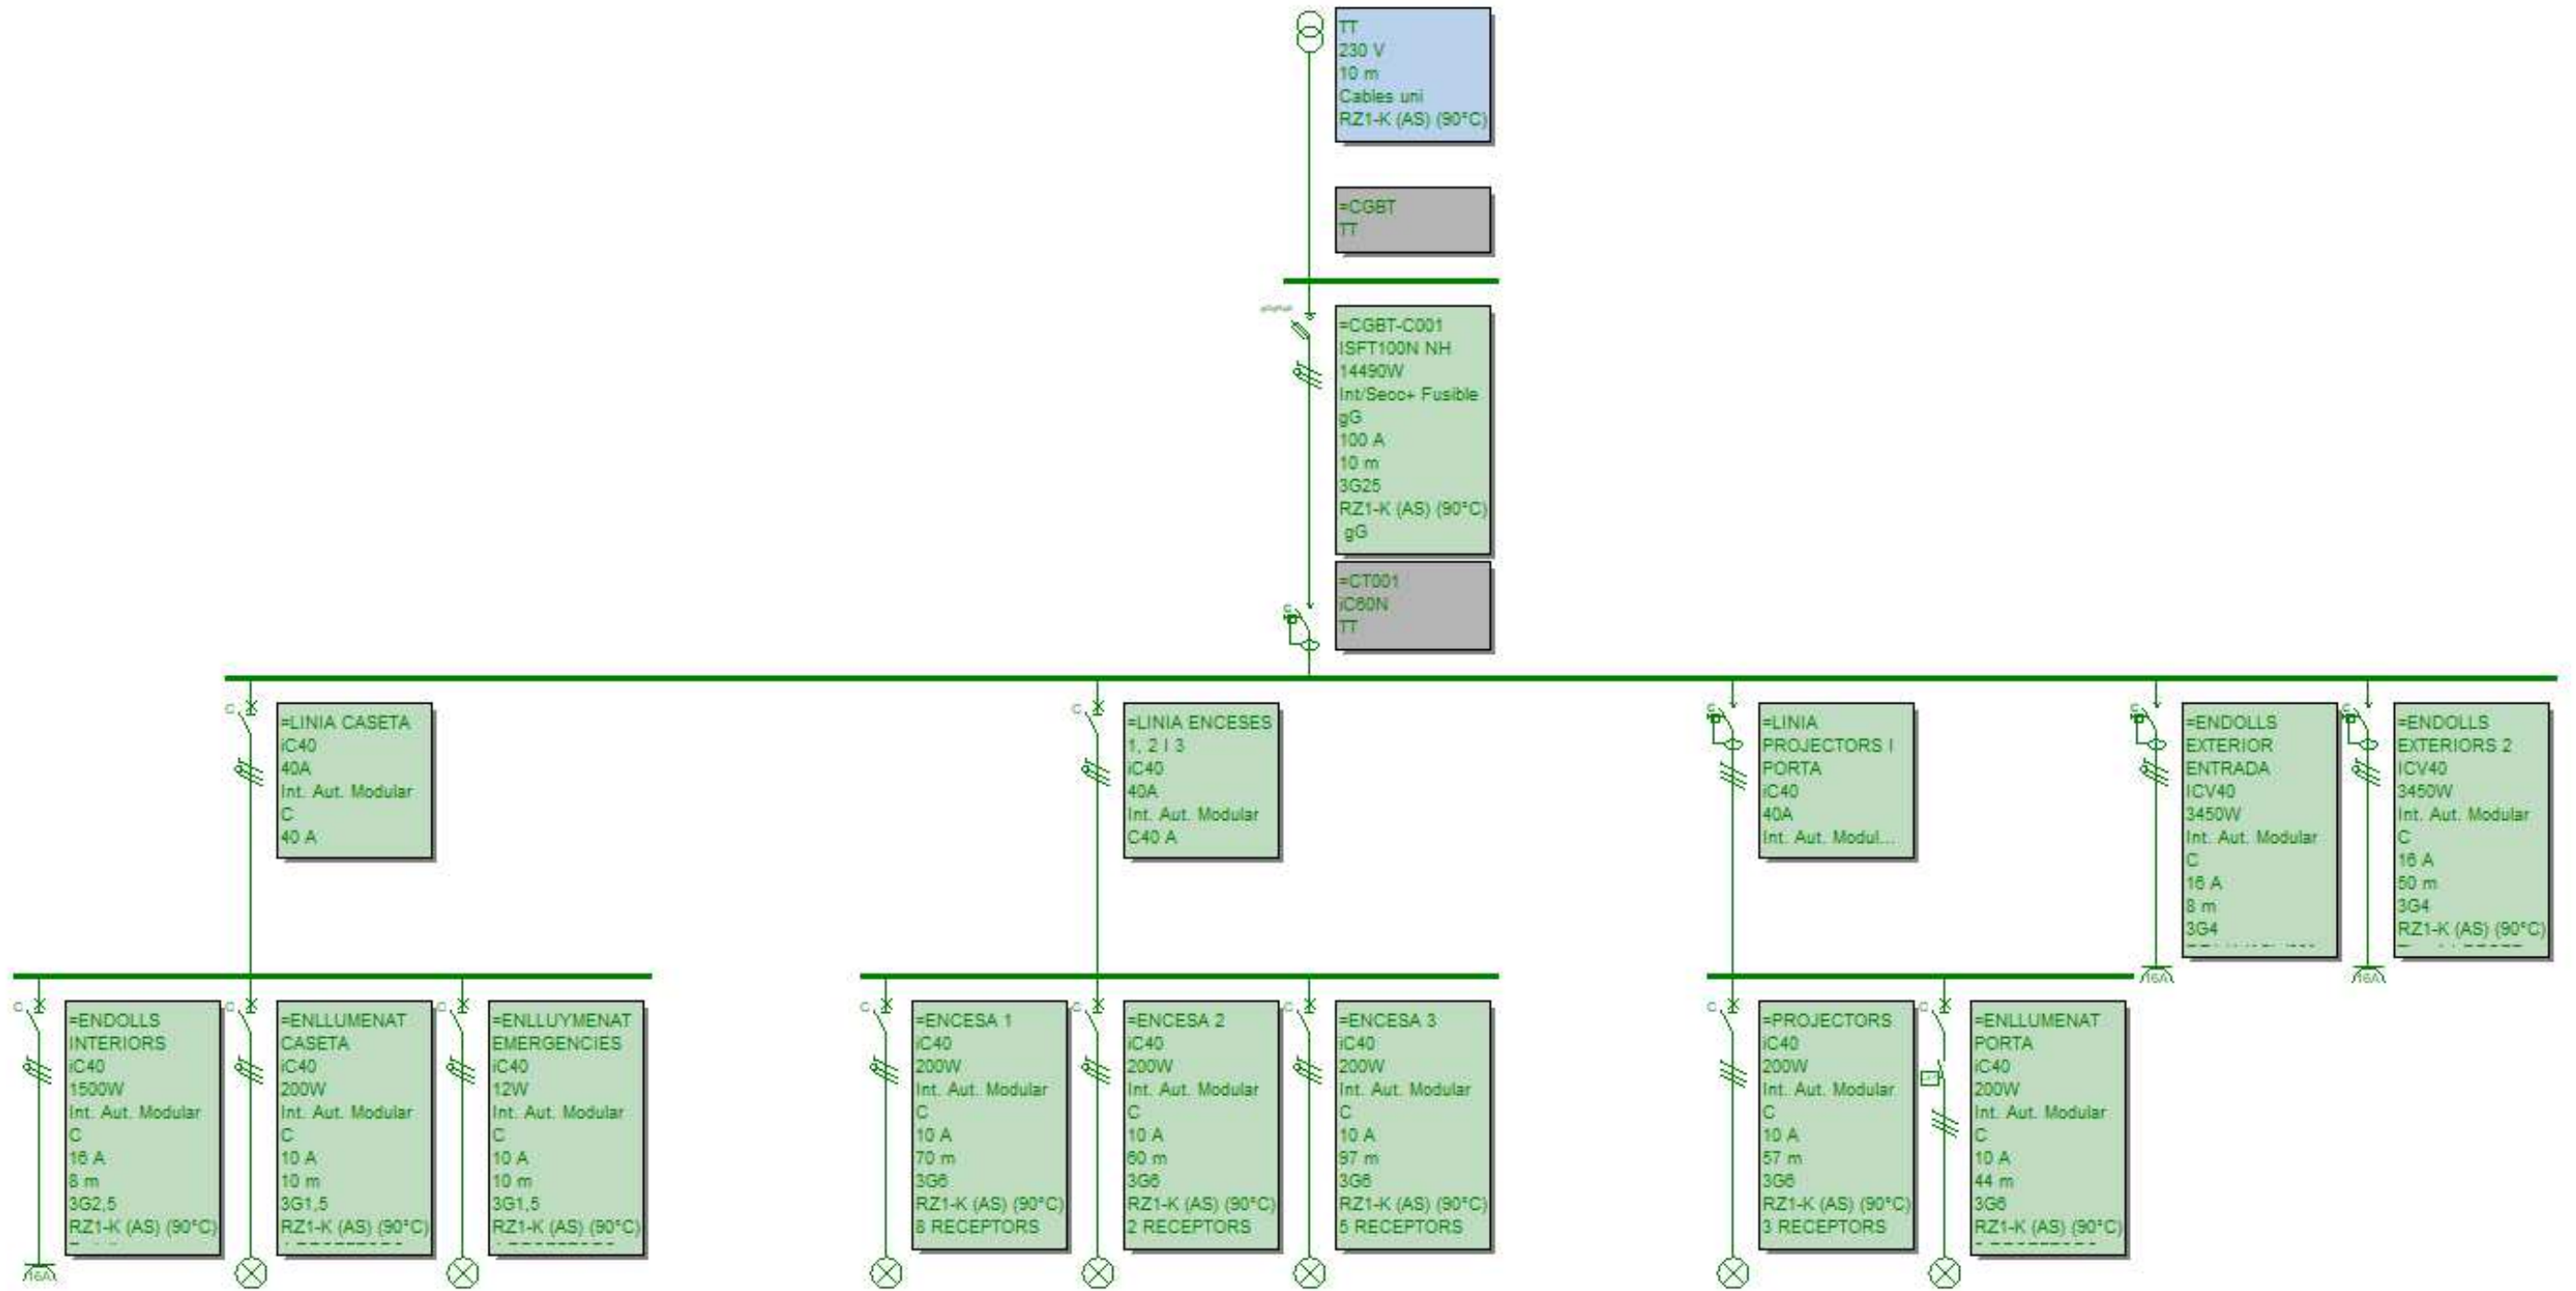 TT
230 V
10 m
Cables uni
RZ1-K (AS) (90°C)
=CGBT
TT
=CGBT-C001
ISFT100N NH
14490W
Int/Secc+ Fusible
gG
100 A
10 m
3G25
RZ1-K (AS) (90°C)
gG
=CT001
iC60N
TT
C
C
=LINIA CASETA
iC40
40A
Int. Aut. Modular
C
40 A
C
=LINIA ENCESES
1, 2 I 3
iC40
40A
Int. Aut. Modular
C40 A
C
=LINIA
PROJECTORS I
PORTA
iC40
40A
Int. Aut. Modul...
C
=ENDOLLS
EXTERIOR
ENTRADA
ICV40
3450W
Int. Aut. Modular
C
16 A
8 m
3G4
16A
C
=ENDOLLS
EXTERIORS 2
ICV40
3450W
Int. Aut. Modular
C
16 A
50 m
3G4
RZ1-K (AS) (90°C)
16A
C
=ENDOLLS
INTERIORS
iC40
1500W
Int. Aut. Modular
C
16 A
8 m
3G2,5
RZ1-K (AS) (90°C)
16A
C
=ENLLUMENAT
CASETA
iC40
200W
Int. Aut. Modular
C
10 A
10 m
3G1,5
RZ1-K (AS) (90°C)
C
=ENLLUYMENAT
EMERGENCIES
iC40
12W
Int. Aut. Modular
C
10 A
10 m
3G1,5
RZ1-K (AS) (90°C)
C
=ENCESA 1
iC40
200W
Int. Aut. Modular
C
10 A
70 m
3G6
RZ1-K (AS) (90°C)
8 RECEPTORS
C
=ENCESA 2
iC40
200W
Int. Aut. Modular
C
10 A
60 m
3G6
RZ1-K (AS) (90°C)
2 RECEPTORS
C
=ENCESA 3
iC40
200W
Int. Aut. Modular
C
10 A
97 m
3G6
RZ1-K (AS) (90°C)
5 RECEPTORS
C
=PROJECTORS
iC40
200W
Int. Aut. Modular
C
10 A
57 m
3G6
RZ1-K (AS) (90°C)
3 RECEPTORS
C
=ENLLUMENAT
PORTA
iC40
200W
Int. Aut. Modular
C
10 A
44 m
3G6
RZ1-K (AS) (90°C)